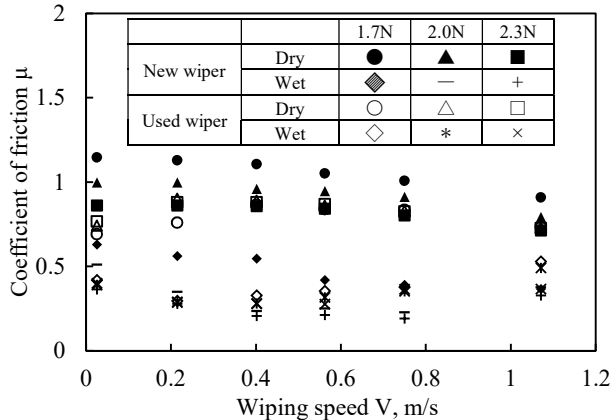 2
1.5
1
0.5
0
Coefficient of friction μ
1.7N 2.0N 2.3N
New wiper Dry
Wet
Used wiper Dry
Wet
0 0.2 0.4 0.6 0.8 1 1.2
Wiping speed V, m/s